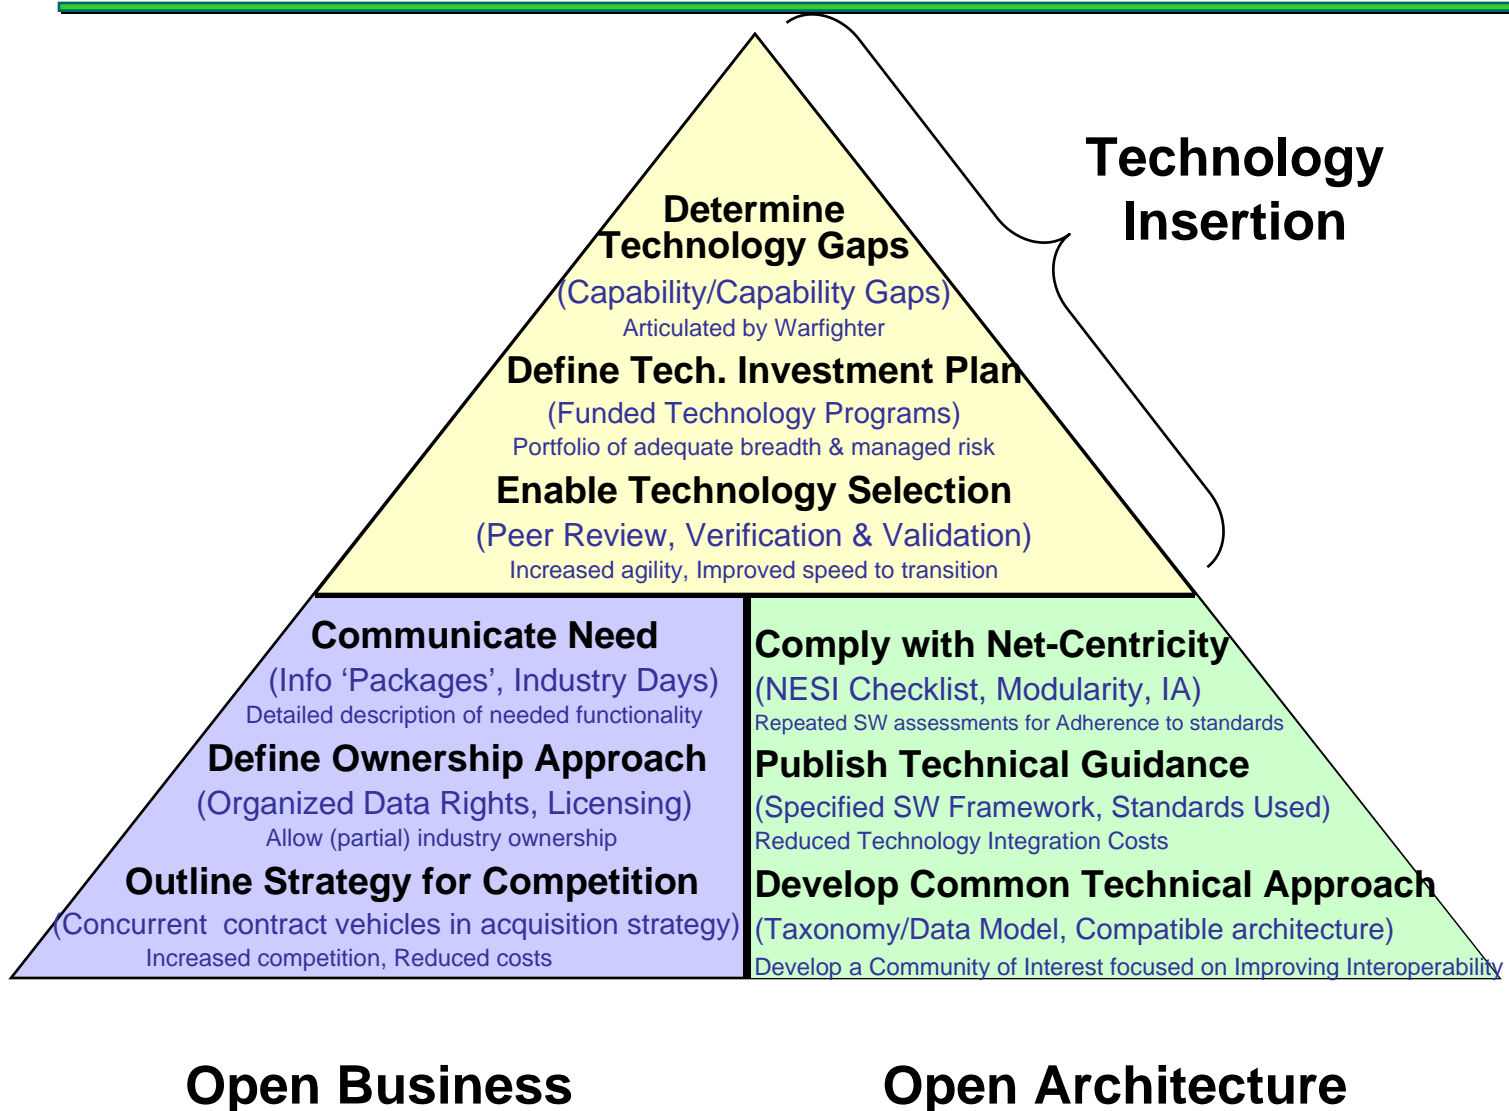 Technology
Insertion
Determine
Technology Gaps
(Capability/Capability Gaps)
Articulated by Warfighter
Define Tech. Investment Plan
(Funded Technology Programs)
Portfolio of adequate breadth & managed risk
Enable Technology Selection
(Peer Review, Verification & Validation)
Increased agility, Improved speed to transition
Communicate Need
(Info ‘Packages’, Industry Days)
Detailed description of needed functionality
Define Ownership Approach
(Organized Data Rights, Licensing)
Allow (partial) industry ownership
Outline Strategy for Competition
(Concurrent  contract vehicles in acquisition strategy)
Increased competition, Reduced costs
Comply with Net-Centricity
(NESI Checklist, Modularity, IA)
Repeated SW assessments for Adherence to standards
Publish Technical Guidance
(Specified SW Framework, Standards Used)
Reduced Technology Integration Costs
Develop Common Technical Approach
(Taxonomy/Data Model, Compatible architecture)
Develop a Community of Interest focused on Improving Interoperability
Open Business
Open Architecture